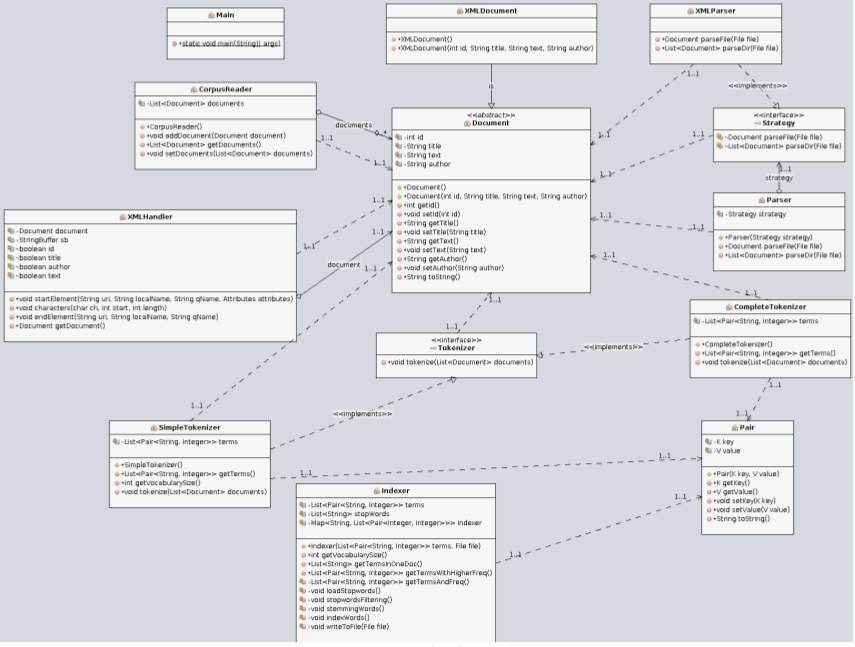 Main
+static void main(String[] args)
XMLDocument
+XMLDocument()
+XMLDocument(int id, String title, String text, String author)
XMLParser
+Document parseFile(File file)
+List<Document> parseDir(File file)
is
1..1
<<implements>>
CorpusReader
-List<Document> documents
+CorpusReader()
+void addDocument(Document document)
+List<Document> getDocuments()
+void setDocuments(List<Document> documents)
documents
1..1
1..1
<<abstract>>
Document
-int id
-String title
-String text
-String author
+Document()
+Document(int id, String title, String text, String author)
+int getId()
+void setId(int id)
+String getTitle()
+void setTitle(String title)
+String getText()
+void setText(String text)
+String getAuthor()
+void setAuthor(String author)
+String toString()
1..1
1..1
1..1
<<interface>>
Strategy
-Document parseFile(File file)
-List<Document> parseDir(File file)
strategy
Parser
-Strategy strategy
+Parser(Strategy strategy)
+Document parseFile(File file)
+List<Document> parseDir(File file)
1..1
1..1
XMLHandler
-Document document
-StringBuffer sb
-boolean id
-boolean title
-boolean author
-boolean text
+void startElement(String uri, String localName, String qName, Attributes attributes)
+void characters(char ch, int start, int length)
+void endElement(String uri, String localName, String qName)
+Document getDocument()
1..1
1..1
1..1
document
1..1
1..1
1..1
1..1
1..1
<<interface>>
Tokenizer
+void tokenize(List<Document> documents)
<<implements>>
CompleteTokenizer
-List<Pair<String, Integer>> terms
+CompleteTokenizer()
+List<Pair<String, Integer>> getTerms()
+void tokenize(List<Document> documents)
1..1
1..1
1..1
<<implements>>
SimpleTokenizer
-List<Pair<String, Integer>> terms
+SimpleTokenizer()
+List<Pair<String, Integer>> getTerms()
+int getVocabularySize()
+void tokenize(List<Document> documents)
1..1
1..1
Pair
-K key
-V value
+Pair(K key, V value)
+K getKey()
+V getValue()
+void setKey(K key)
+void setValue(V value)
+String toString()
Indexer
-List<Pair<String, Integer>> terms
-List<String> stopWords
-Map<String, List<Pair<Integer, Integer>>> indexer
+Indexer(List<Pair<String, Integer>> terms, File file)
+int getVocabularySize()
+List<String> getTermsInOneDoc()
+List<Pair<String, Integer>> getTermsWithHigherFreq()
-List<Pair<String, Integer>> getTermsAndFreq()
-void loadStopwords()
-void stopwordsFiltering()
-void stemmingWords()
-void indexWords()
-void writeToFile(File file)
1..1
1..1